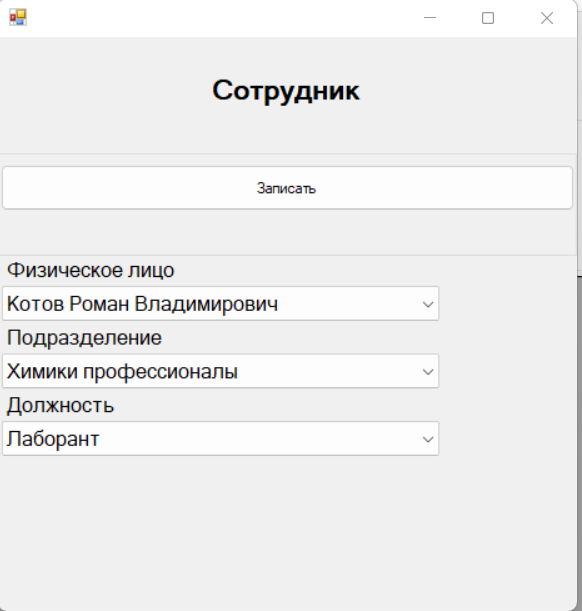 Сотрудник
Записать
Физическое лицо
Котов Роман Владимирович
Подразделение
Химики профессионалы
Должность
Лаборант